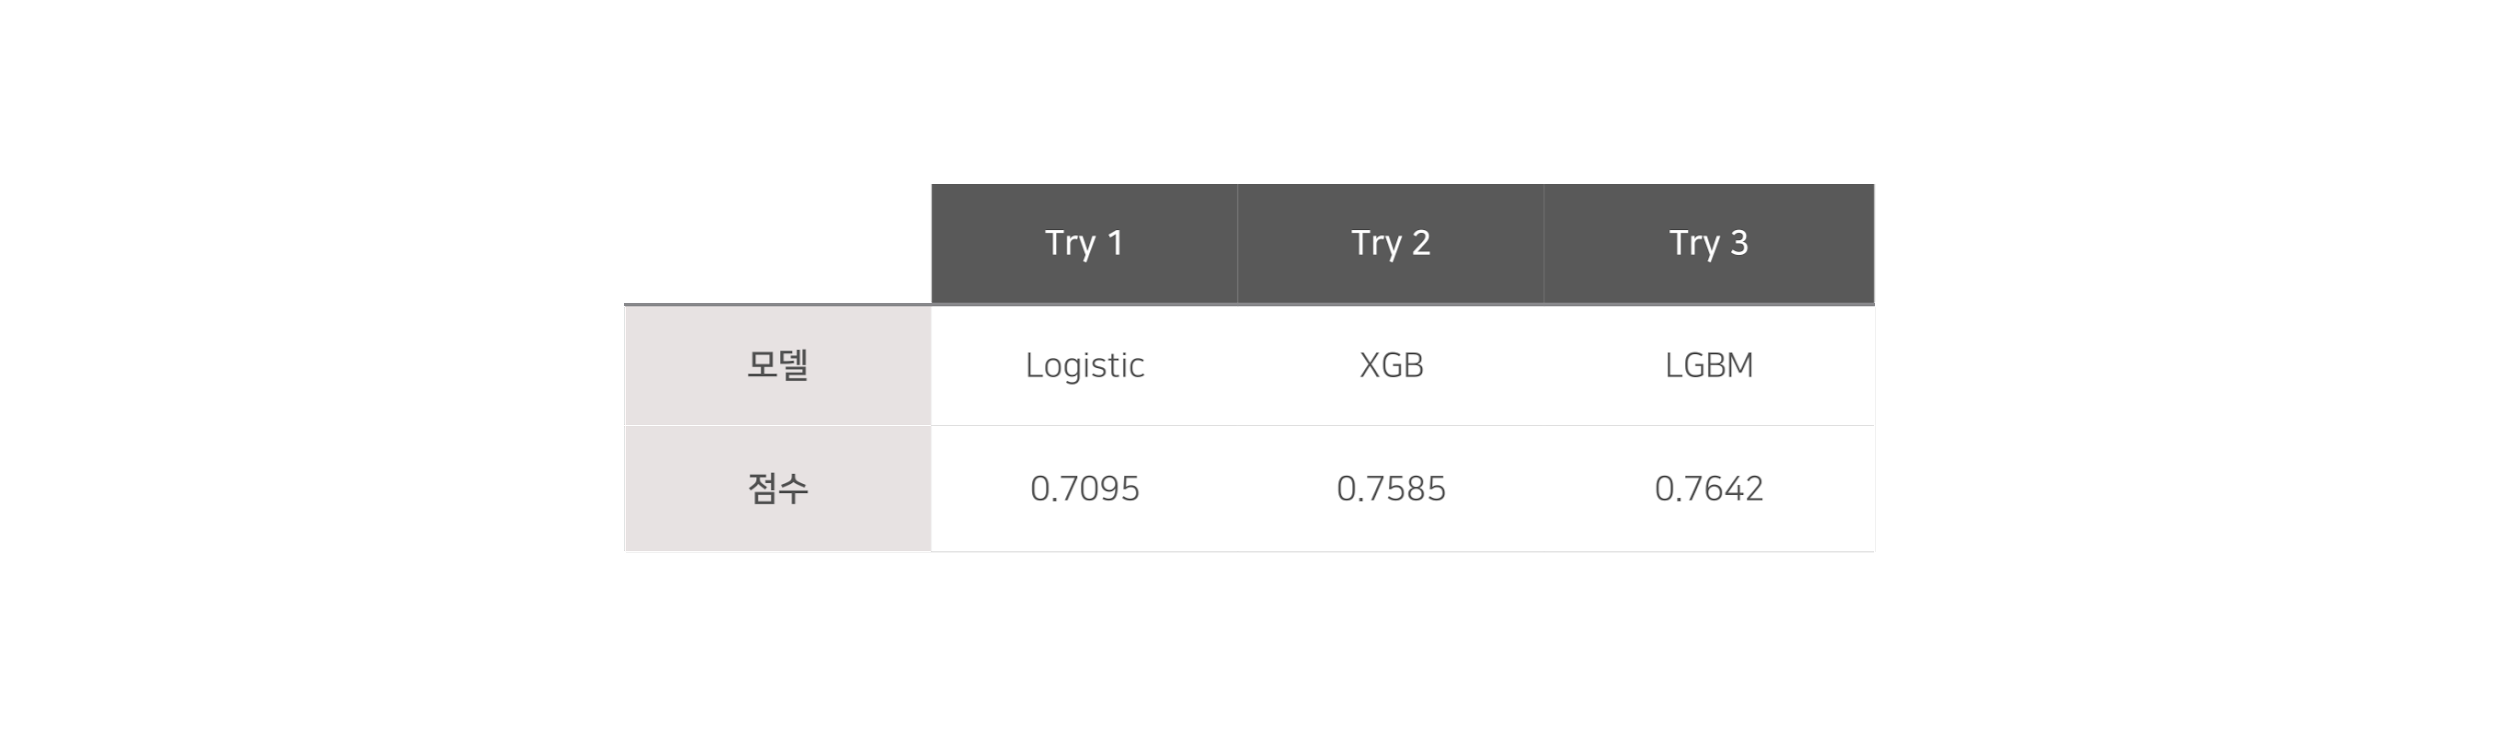 Try 1 Try 2 Try 3
모델 Logistic XGB LGBM
점수 0.7095 0.7585 0.7642